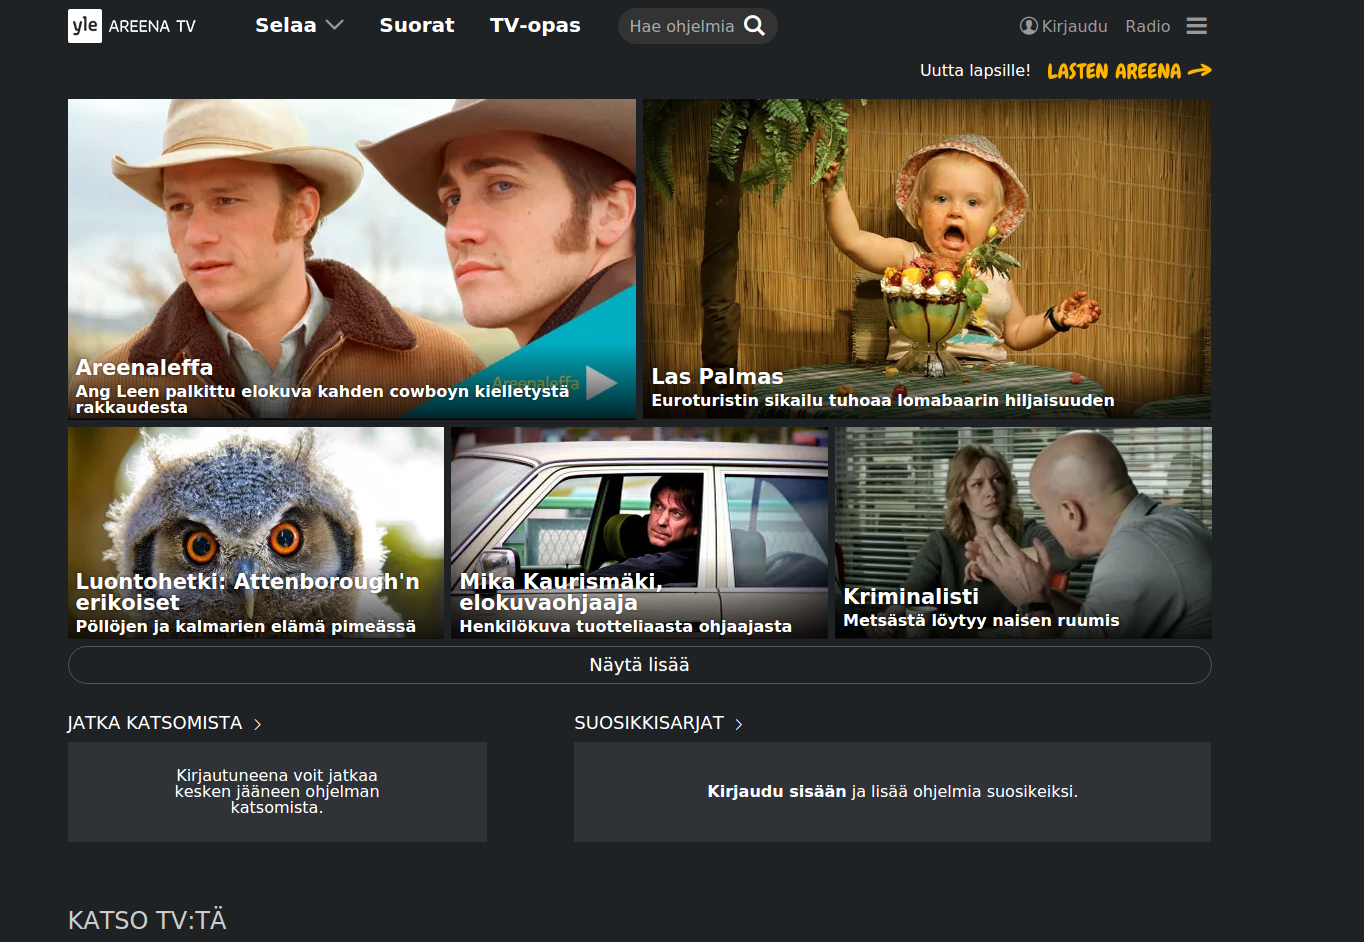 yle AREENA TV
Selaa
Suorat
TV-opas
Hae ohjelmia
Kirjaudu
Radio
Uutta lapsille!
LASTEN AREENA
Areenaleffa
Areenaleffa
Ang Leen palkittu elokuva kahden cowboyn kielletystä
rakkaudesta
Las Palmas
Euroturistin sikailu tuhoaa lomabaarin hiljaisuuden
Luontohetki: Attenborough'n
erikoiset
Pöllöjen ja kalmarien elämä pimeässä
Mika Kaurismäki,
elokuvaohjaaja
Henkilökuva tuotteliaasta ohjaajasta
Kriminalisti
Metsästä löytyy naisen ruumis
Näytä lisää
JATKA KATSOMISTA
Kirjautuneena voit jatkaa
kesken jääneen ohjelman
katsomista.
SUOSIKKISARJAT
Kirjaudu sisään ja lisää ohjelmia suosikeiksi.
KATSO TV:TÄ